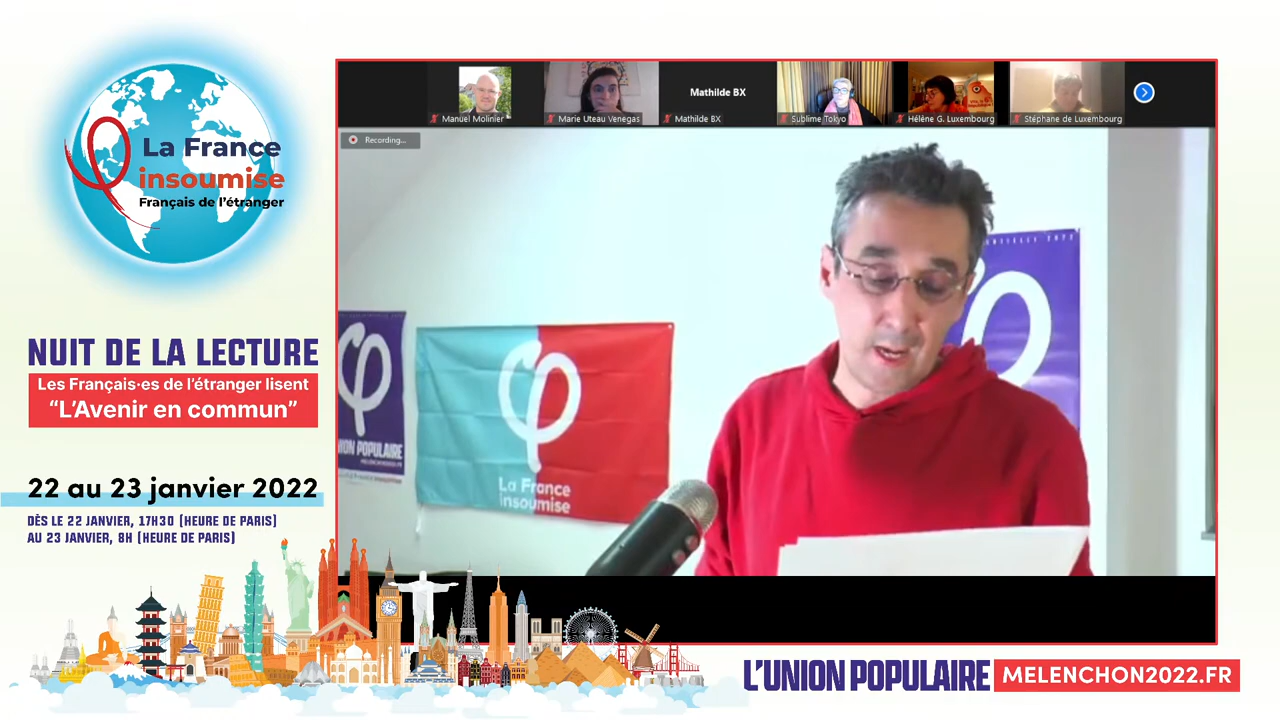 La France
insoumise
Français de l'étranger
NUIT DE LA LECTURE
Les Français·es de l'étranger lisent
“L'Avenir en commun”
22 au 23 janvier 2022
DÈS LE 22 JANVIER, 17H30 (HEURE DE PARIS)
AU 23 JANVIER, 8H (HEURE DE PARIS)
Mathilde BX
Manuel Molinier
Marie Uteau Venegas
Mathilde BX
Sublime Tokyo
Hélène G. Luxembourg
Stéphane de Luxembourg
Recording...
NION POPULAIRE
MELENCHON2022.FR
La France
insoumise
L'UNION POPULAIRE
MELENCHON2022.FR